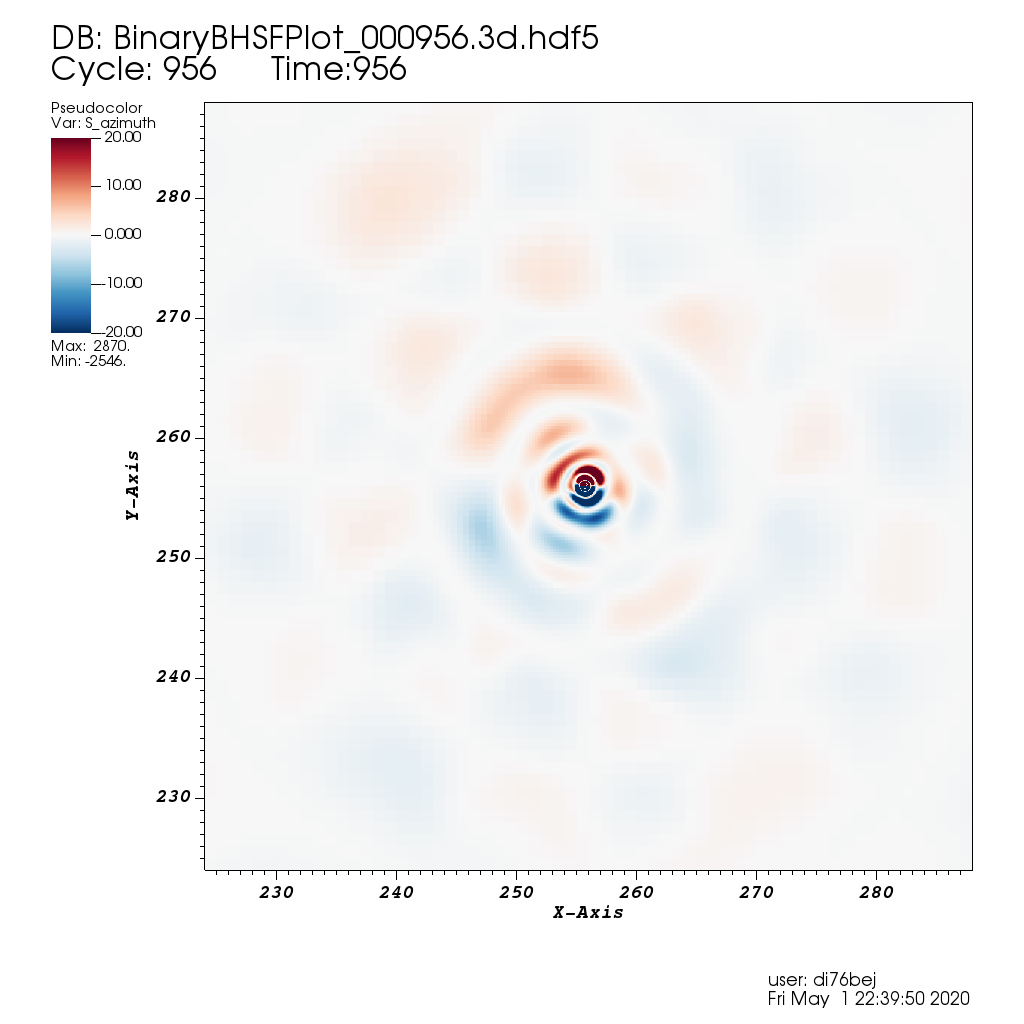 DB: BinaryBHSFPlot_000956.3d.hdf5
Cycle: 956 Time:956
Pseudocolor
Var: S_azimuth
20.00
10.00
0.000
-10.00
-20.00
Max: 2870.
Min: -2546.
Y-Axis
280
270
260
250
240
230
230 240 250 260 270 280
X-Axis
user: di76bej
Fri May 1 22:39:50 2020